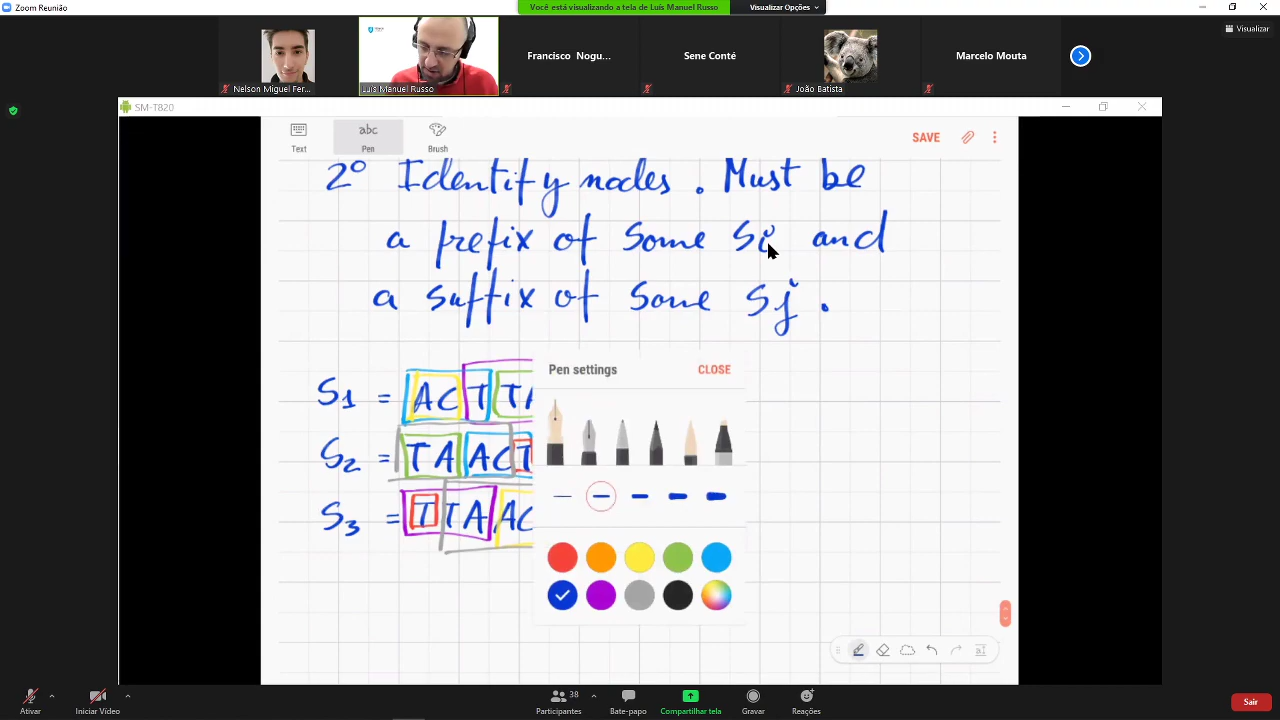 Zoom Reunião
Você está visualizando a tela de Luís Manuel Russo
Visualizar Opções
Visualizar
Nelson Miguel Fer...
Luís Manuel Russo
Francisco Nogu...
Sene Conté
João Batista
Marcelo Mouta
SM-T820
Text
abc
Pen
Brush
SAVE
2º Identify nodes. Must be
a prefix of some Si and
a suffix of some Sj.
Pen settings
CLOSE
S1 = ACTTA
S2 = TAACT
S3 = TTAAC
Ativar
Iniciar Vídeo
38
Participantes
Bate-papo
Compartilhar tela
Gravar
Reações
Sair